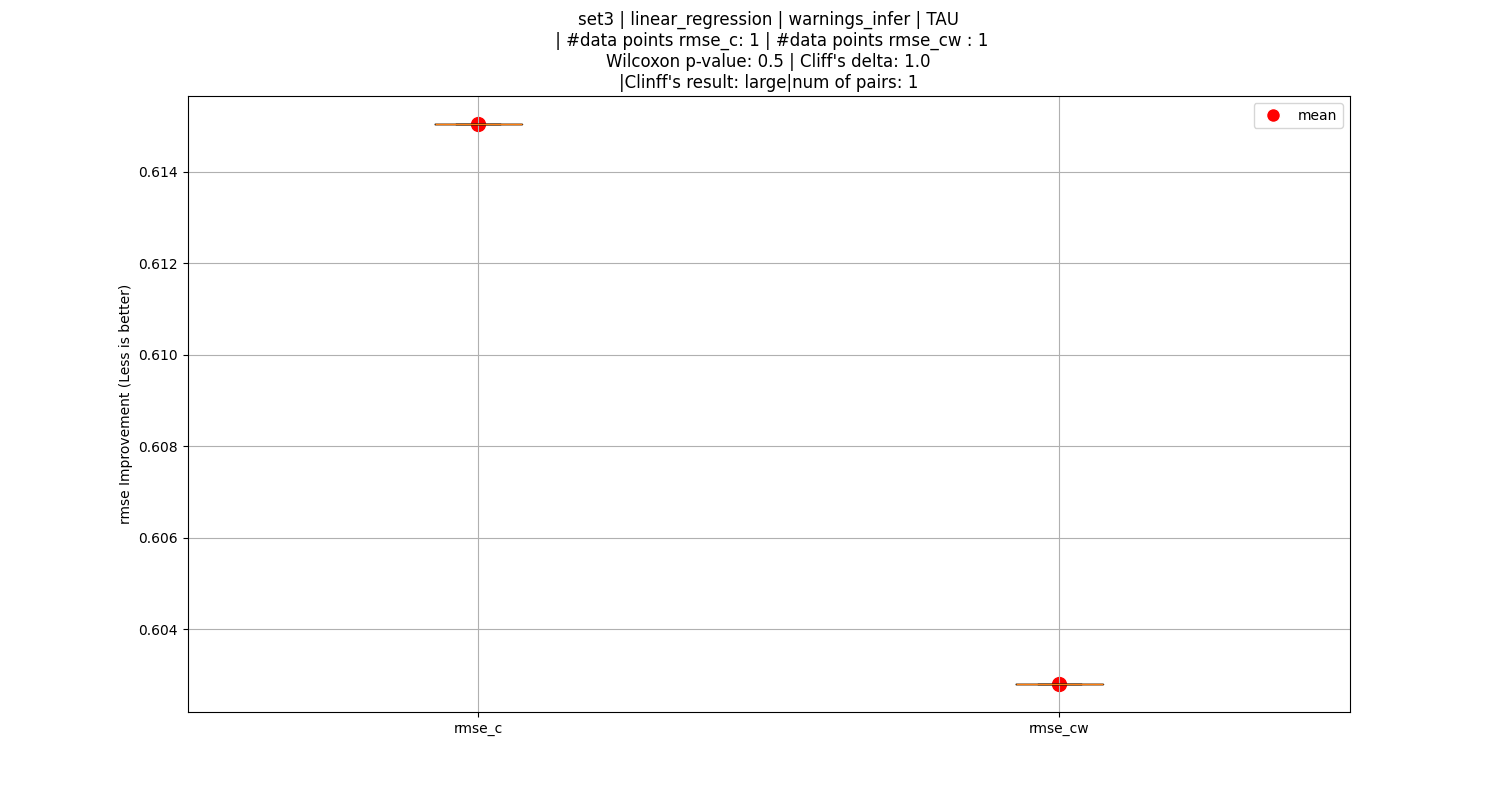 set3 | linear_regression | warnings_infer | TAU
| #data points rmse_c: 1 | #data points rmse_cw : 1
Wilcoxon p-value: 0.5 | Cliff's delta: 1.0
|Clinff's result: large|num of pairs: 1
mean
rmse Improvement (Less is better)
0.614
0.612
0.610
0.608
0.606
0.604
rmse_c
rmse_cw